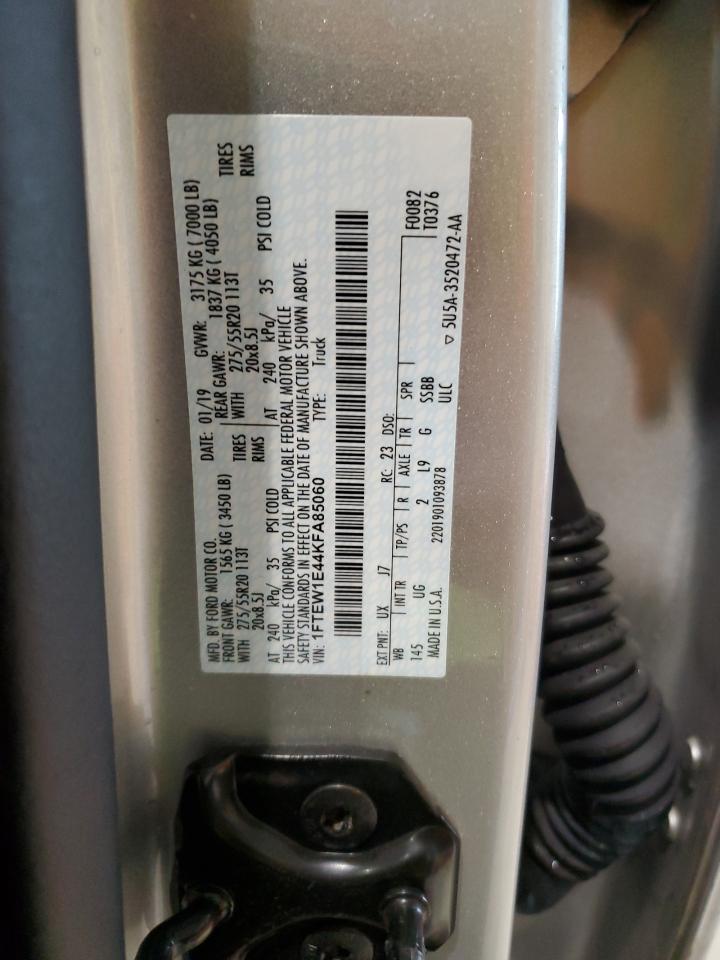 MFD. BY FORD MOTOR CO.
DATE: 01/19 GVWR: 3175 KG ( 7000 LB)
FRONT GAWR: 1565 KG ( 3450 LB) REAR GAWR: 1837 KG ( 4050 LB)
WITH 275/55R20 113T TIRES WITH 275/55R20 113T TIRES
20x8.5J RIMS 20x8.5J RIMS
AT 240 kPa/ 35 PSI COLD AT 240 kPa/ 35 PSI COLD
THIS VEHICLE CONFORMS TO ALL APPLICABLE FEDERAL MOTOR VEHICLE
SAFETY STANDARDS IN EFFECT ON THE DATE OF MANUFACTURE SHOWN ABOVE.
VIN: 1FTEW1E44KFA85060 TYPE: Truck
EXT PNT: UX J7 RC: 23 DSO: F0082
WB INT TR TP/PS R AXLE TR SPR T0376
145 UG 2 L9 G SSBB
MADE IN U.S.A. 2201901093878 ULC ▽ 5U5A-3520472-AA